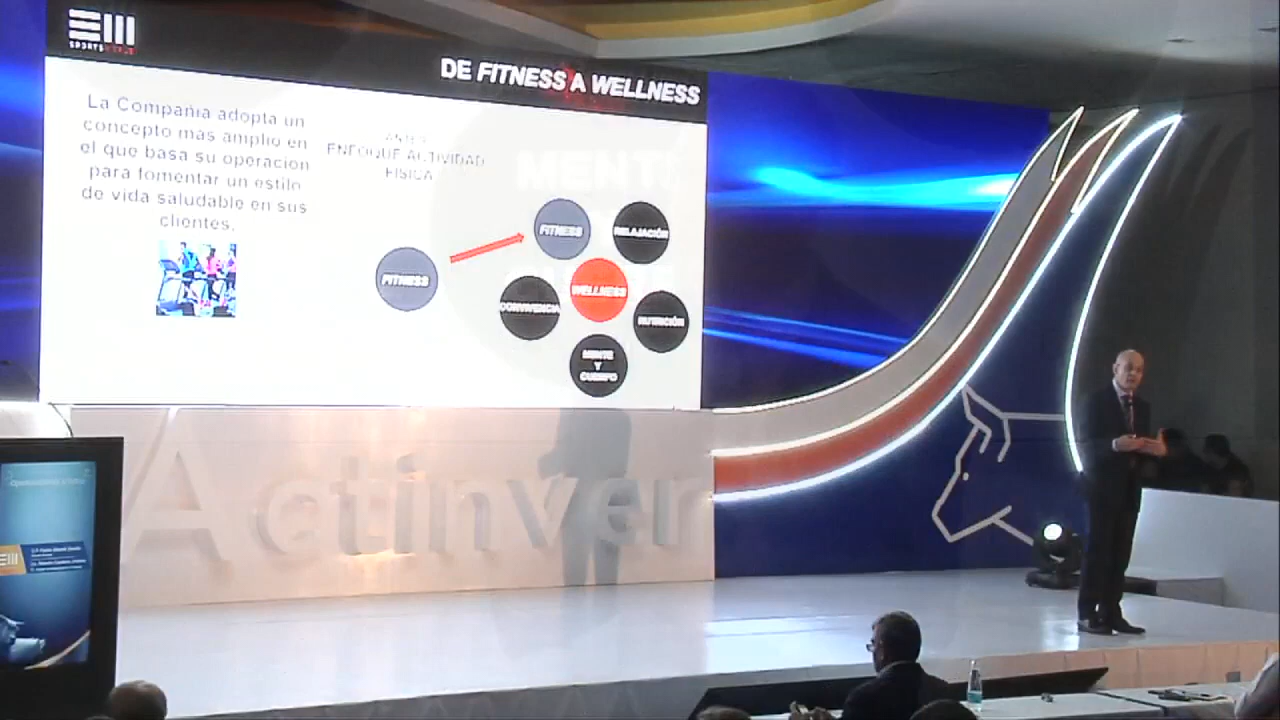 SPORTS WORLD
DE FITNESS A WELLNESS
La Compañia adopta un
concepto más amplio en
el que basa su operación
para fomentar un estilo
de vida saludable en sus
clientes.
ANTES
ENFOQUE ACTIVIDAD
FÍSICA
FITNESS
FITNESS
RELAJACIÓN
WELLNESS
CONVIVENCIA
NUTRICIÓN
MENTE
Y
CUERPO
Actinver